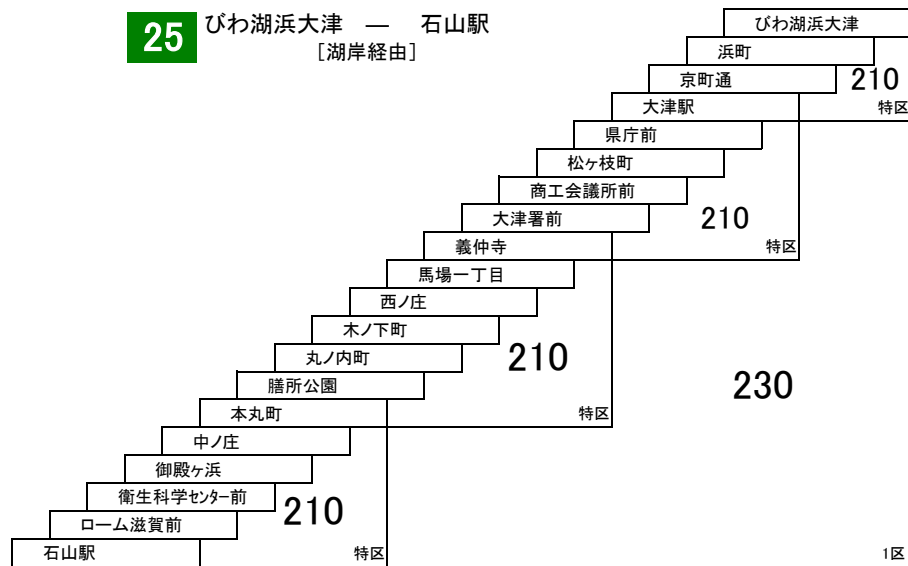 25 びわ湖浜大津 ― 石山駅
[湖岸経由]
びわ湖浜大津
浜町
京町通
210
大津駅
特区
県庁前
松ヶ枝町
商工会議所前
大津署前
210
義仲寺
特区
馬場一丁目
西ノ庄
木ノ下町
丸ノ内町
210
膳所公園
230
本丸町
特区
中ノ庄
御殿ヶ浜
衛生科学センター前
210
ローム滋賀前
石山駅
特区
1区